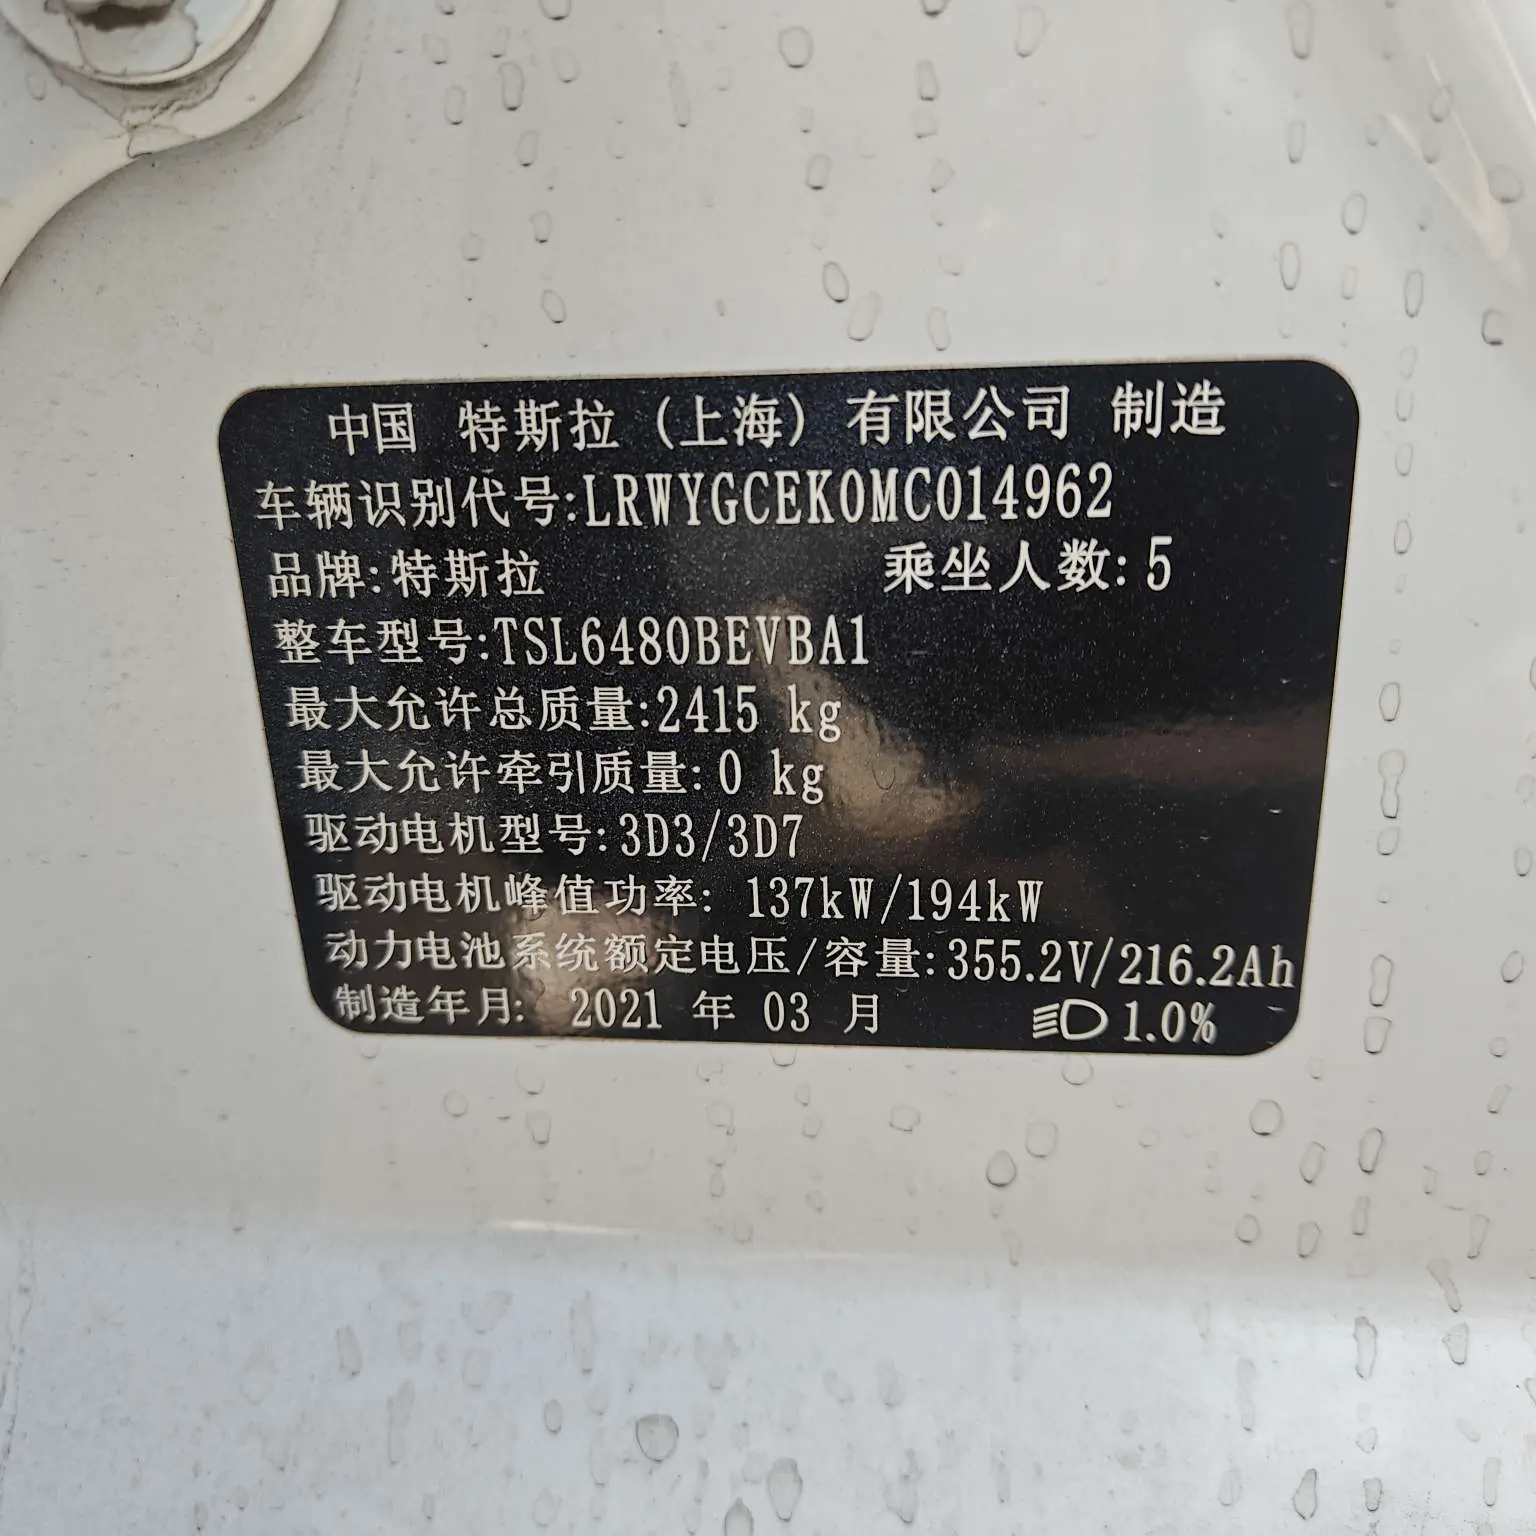 中国 特斯拉（上海）有限公司 制造
车辆识别代号:LRWYGCEK0MC014962
品牌:特斯拉 乘坐人数:5
整车型号:TSL6480BEVBA1
最大允许总质量:2415 kg
最大允许牵引质量:0 kg
驱动电机型号:3D3/3D7
驱动电机峰值功率: 137kW/194kW
动力电池系统额定电压/容量:355.2V/216.2Ah
制造年月: 2021 年 03 月 1.0%